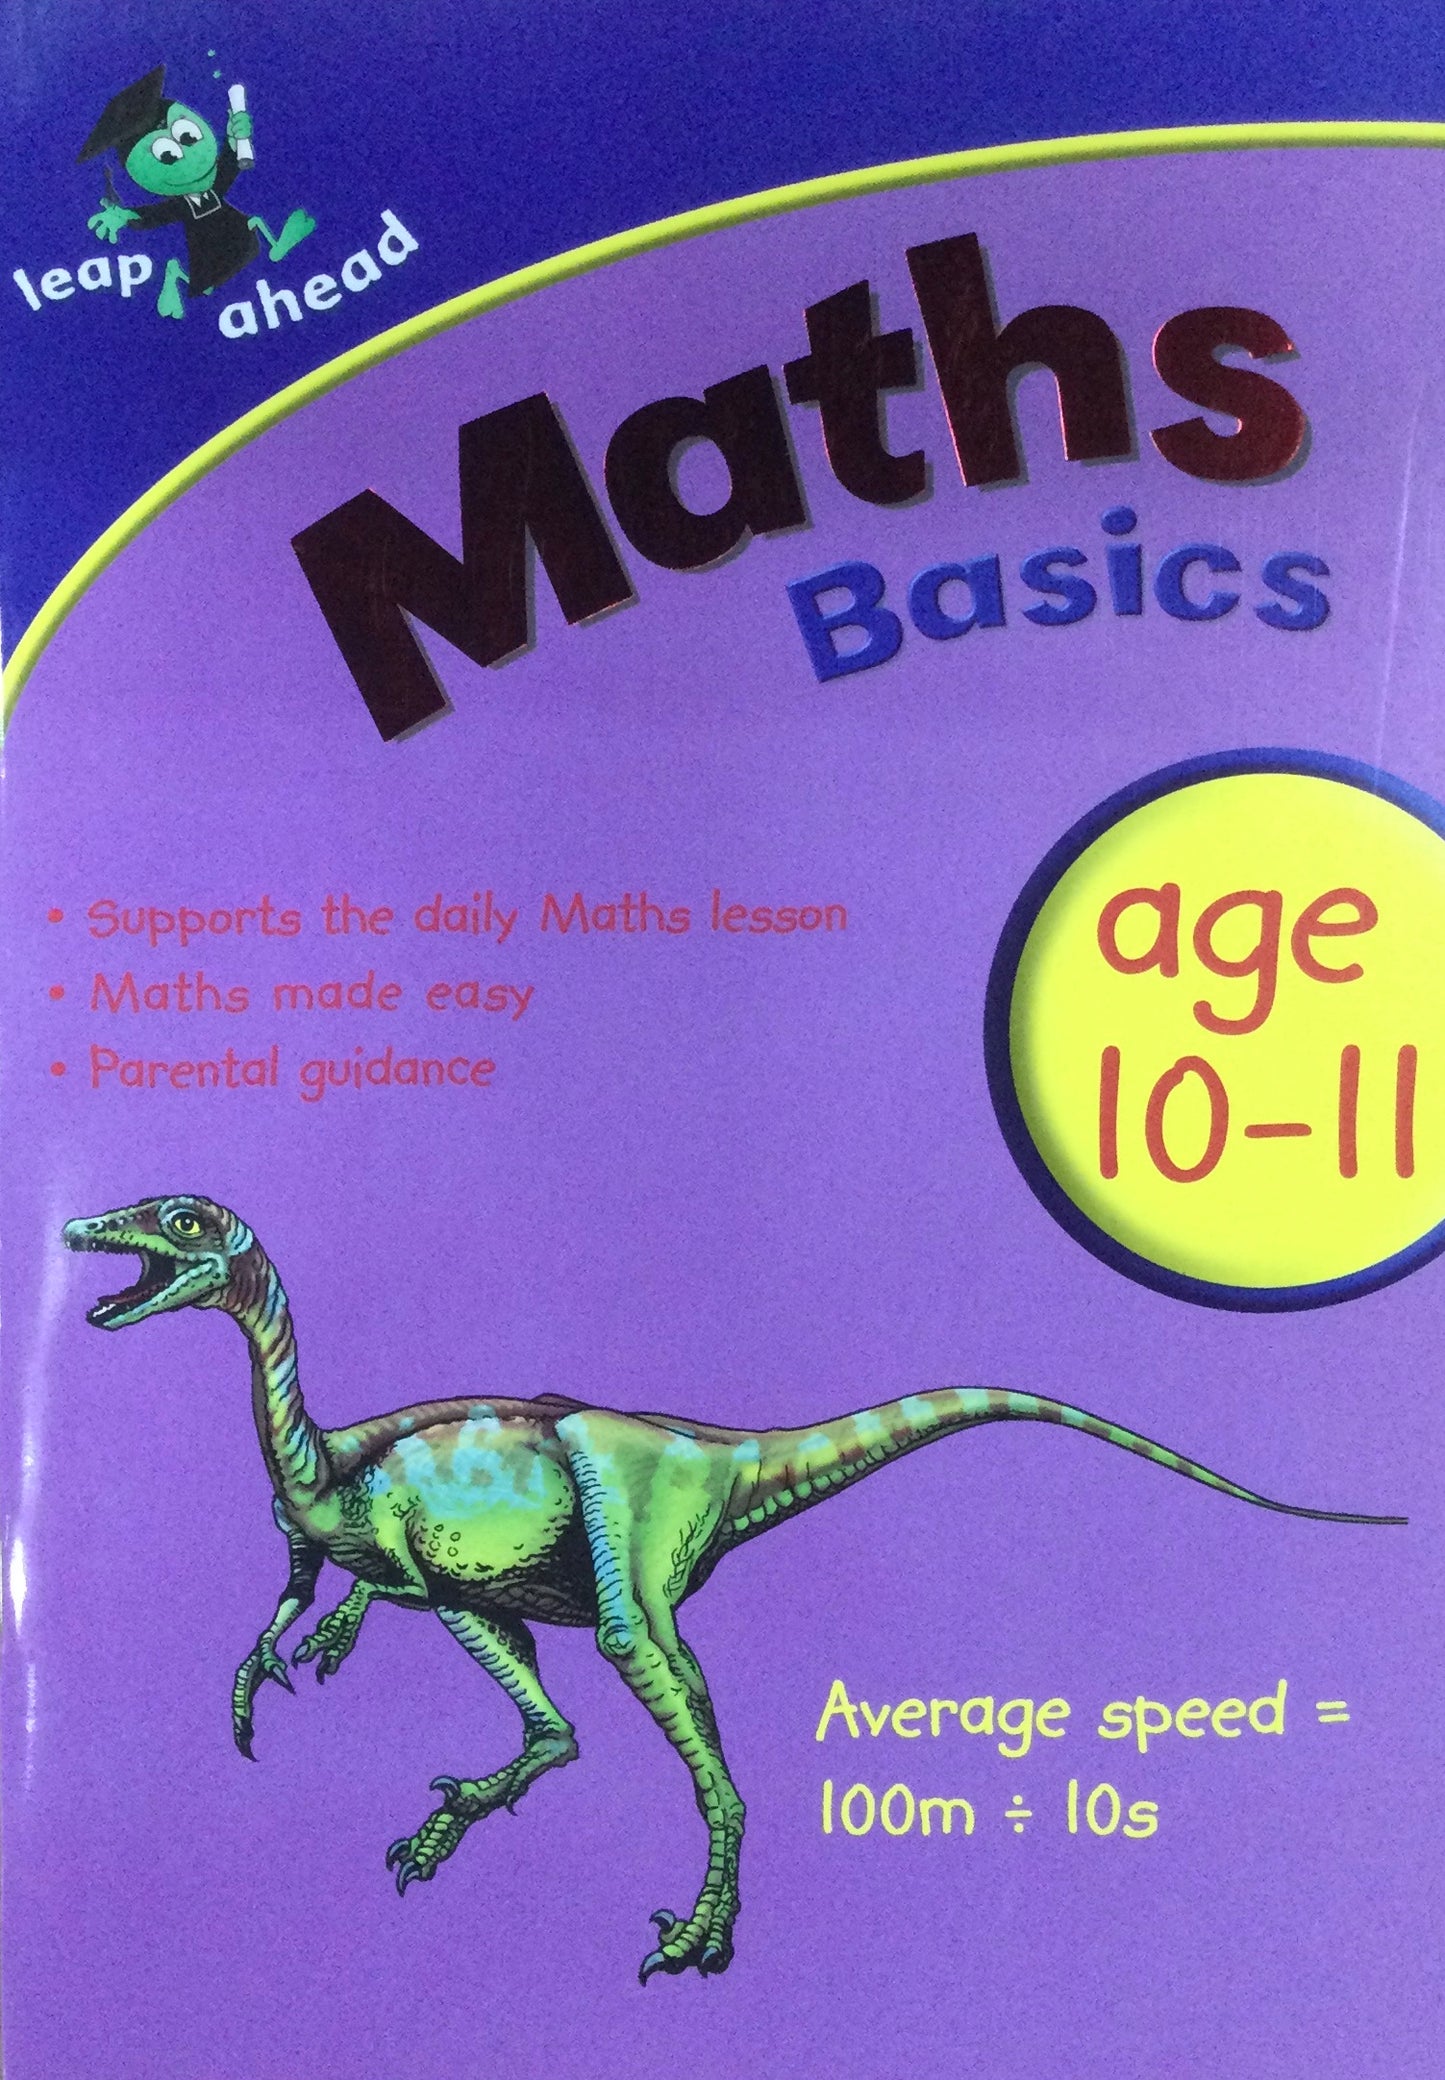 leap ahead
Maths
Basics
age
10-11
• Supports the daily Maths lesson
• Maths made easy
• Parental guidance
Average speed =
100m ÷ 10s